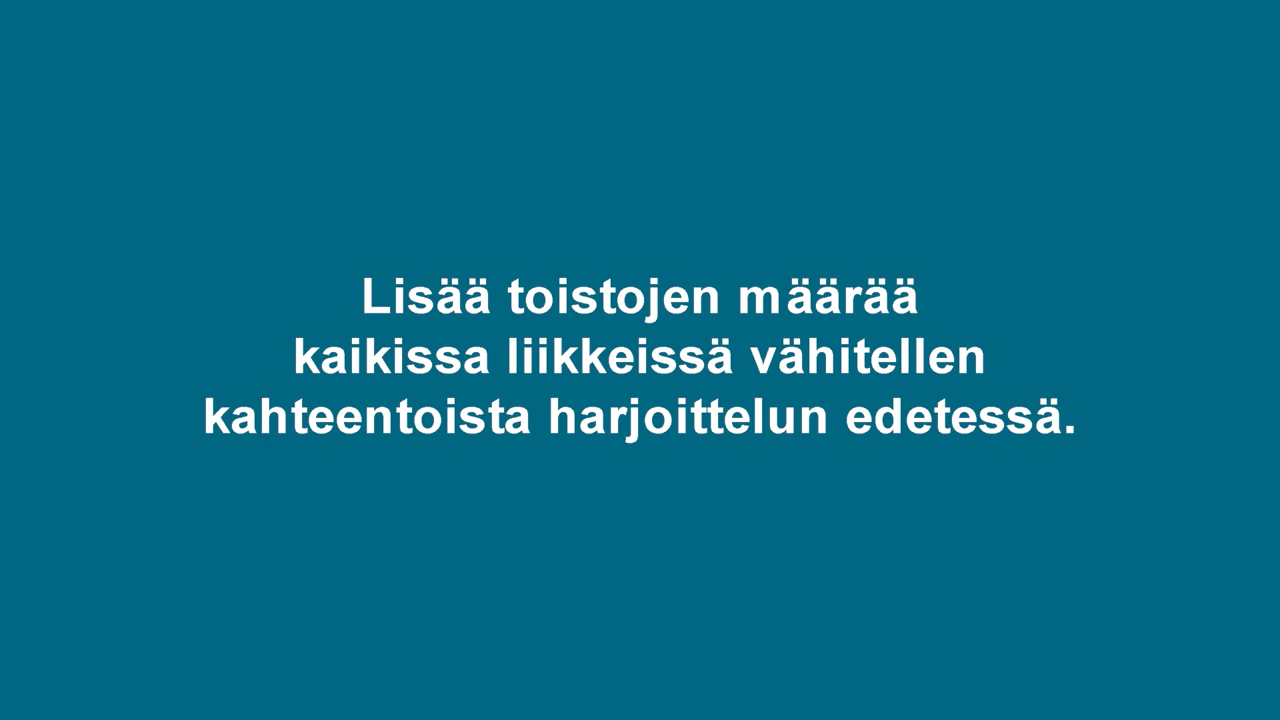 Lisää toistojen määrää
kaikissa liikkeissä vähitellen
kahteentoista harjoittelun edetessä.